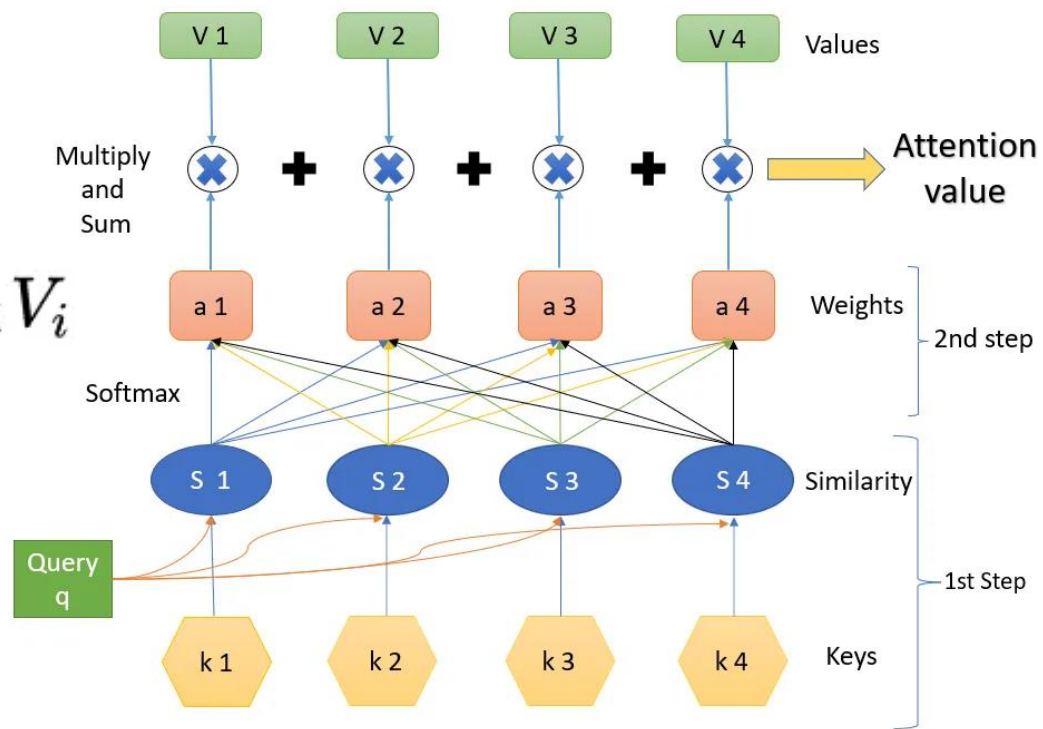 V 1
V 2
V 3
V 4
Values
Multiply
and
Sum
Attention
value
a 1
a 2
a 3
a 4
Weights
2nd step
V_i
Softmax
S 1
S 2
S 3
S 4
Similarity
Query
q
1st Step
k 1
k 2
k 3
k 4
Keys